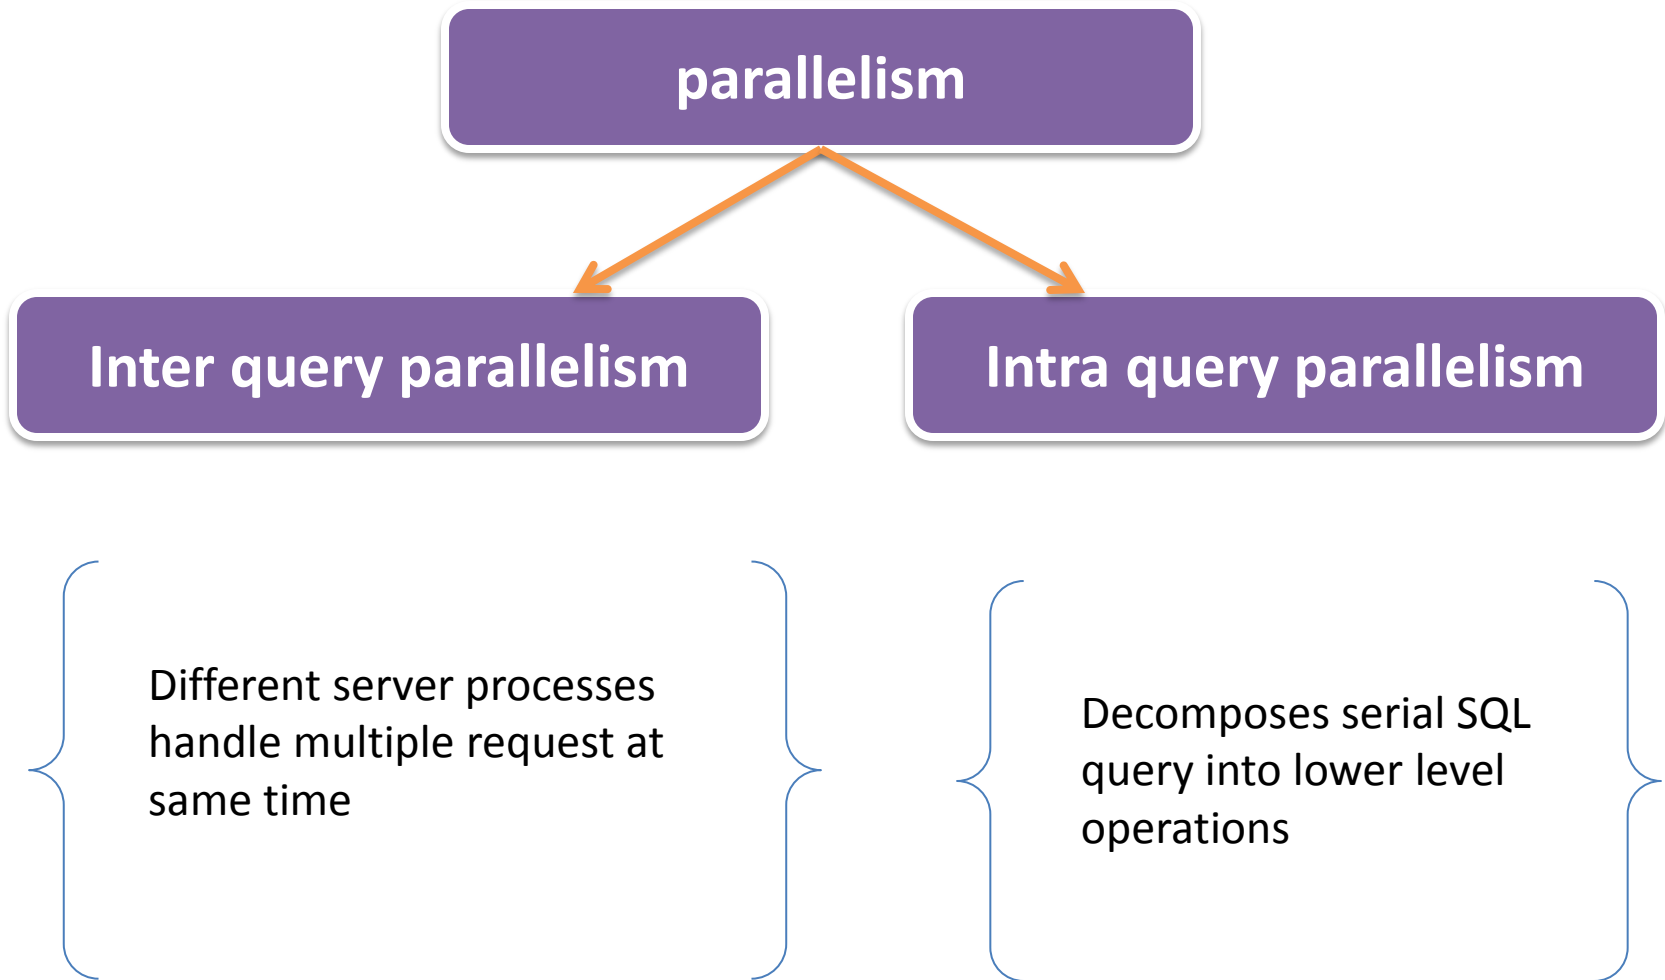 parallelism
Inter query parallelism
Intra query parallelism
Different server processes
handle multiple request at
same time
Decomposes serial SQL
query into lower level
operations